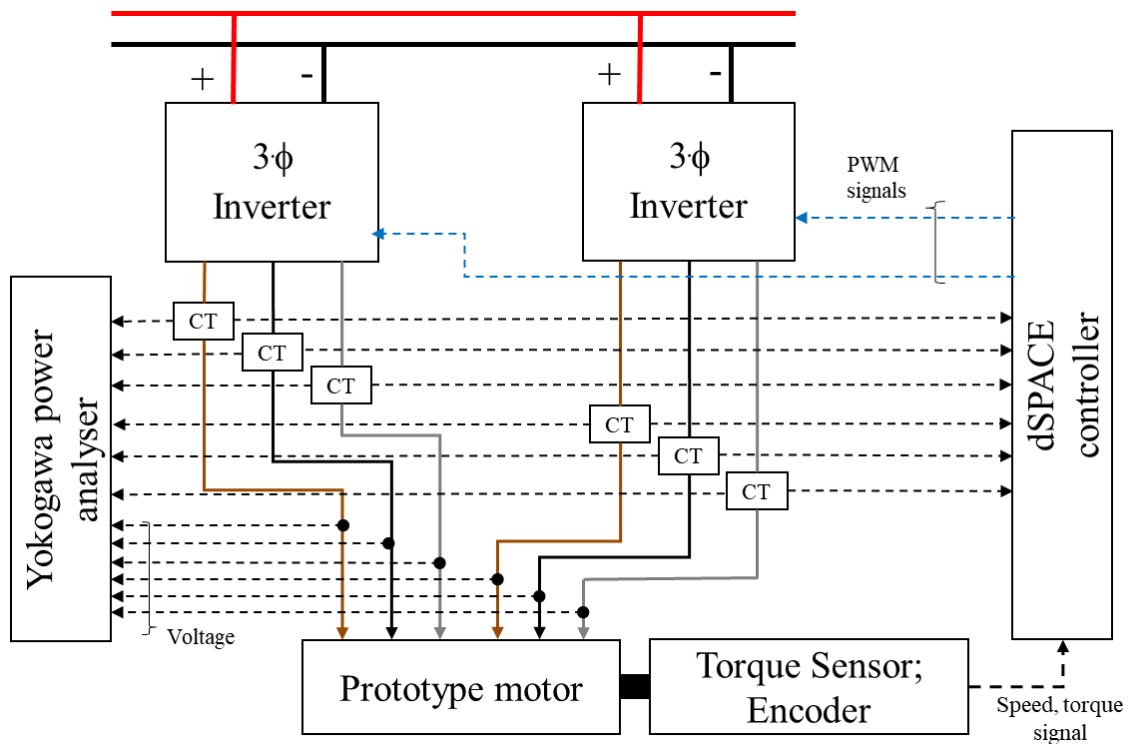 +
-
+
-
3·ϕ
Inverter
3·ϕ
Inverter
PWM
signals
CT
CT
CT
CT
CT
CT
Yokogawa power
analyser
dSPACE
controller
Voltage
Prototype motor
Torque Sensor;
Encoder
Speed, torque
signal